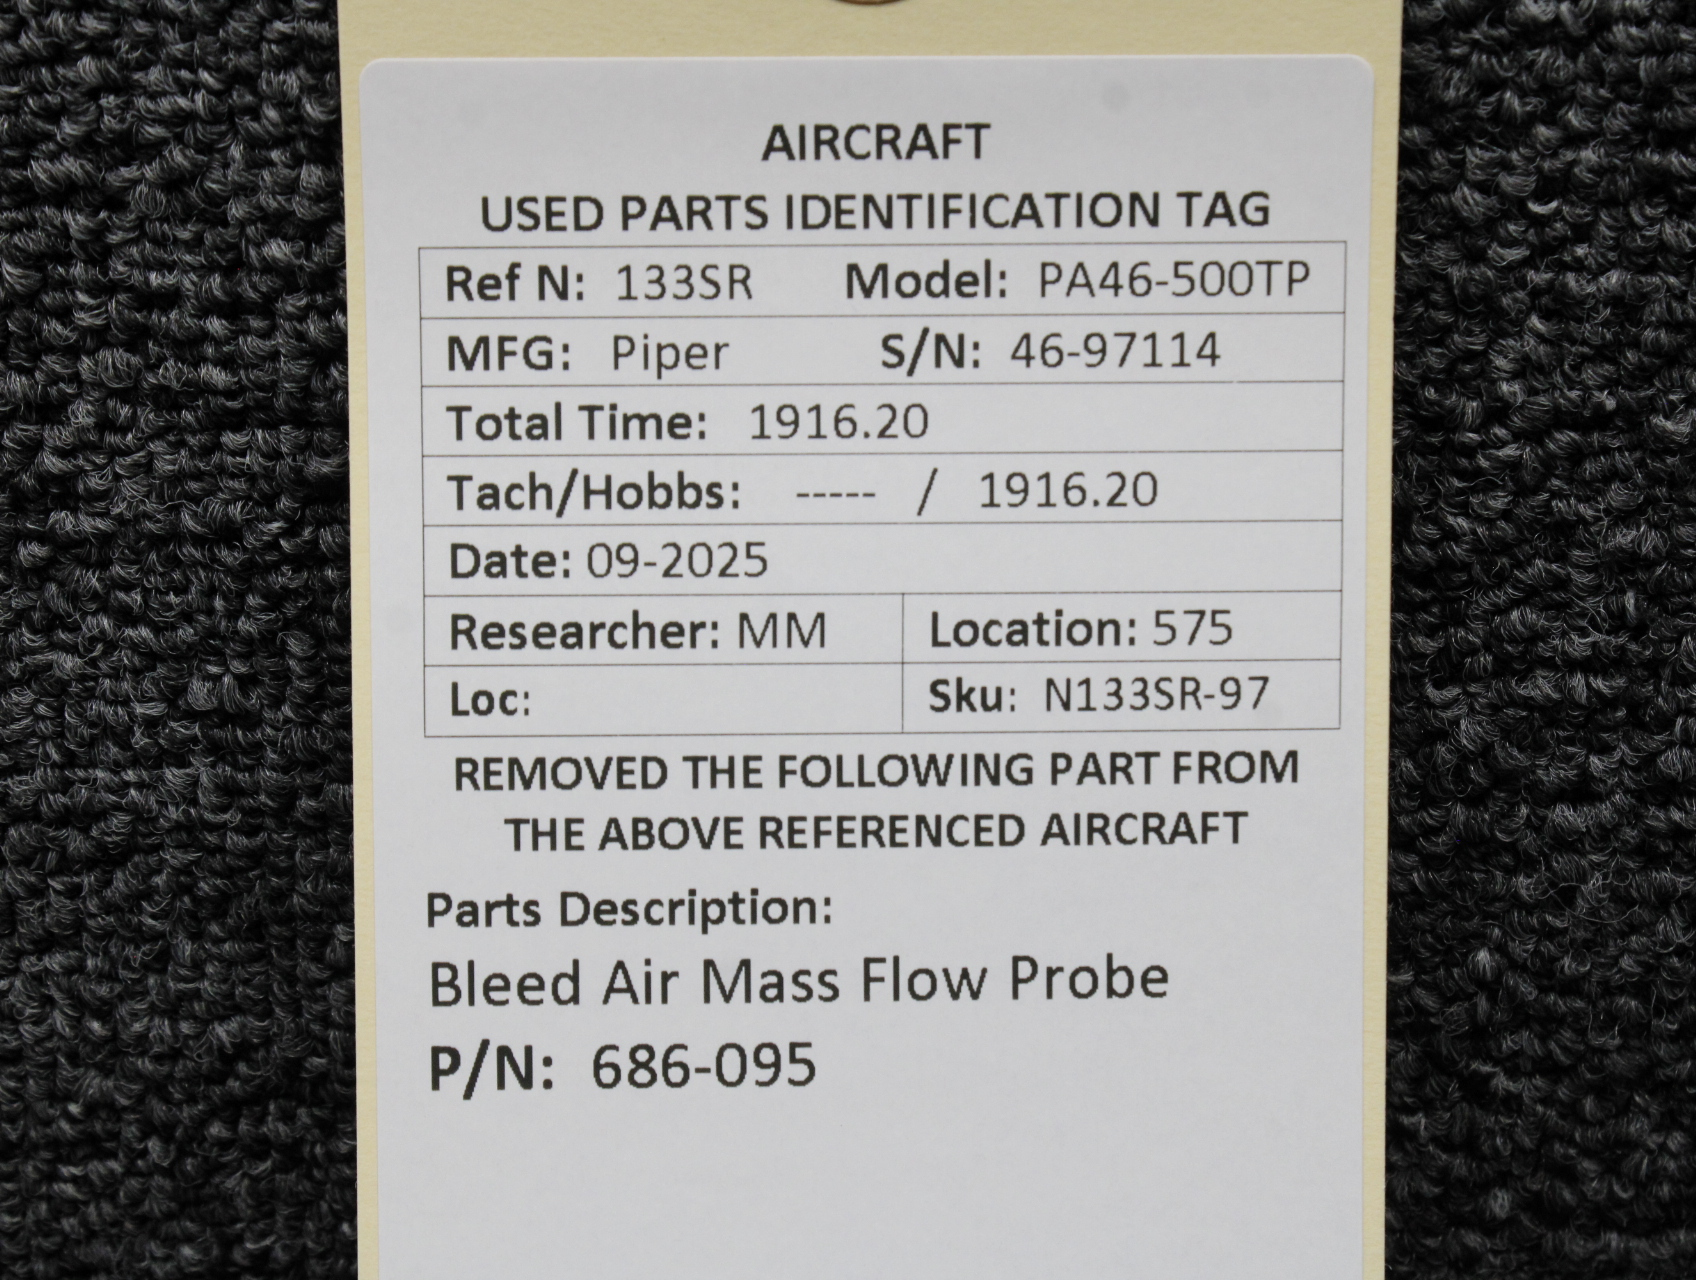 AIRCRAFT
USED PARTS IDENTIFICATION TAG
Ref N: 133SR Model: PA46-500TP
MFG: Piper S/N: 46-97114
Total Time: 1916.20
Tach/Hobbs: ----- / 1916.20
Date: 09-2025
Researcher: MM Location: 575
Loc: Sku: N133SR-97
REMOVED THE FOLLOWING PART FROM
THE ABOVE REFERENCED AIRCRAFT
Parts Description:
Bleed Air Mass Flow Probe
P/N: 686-095